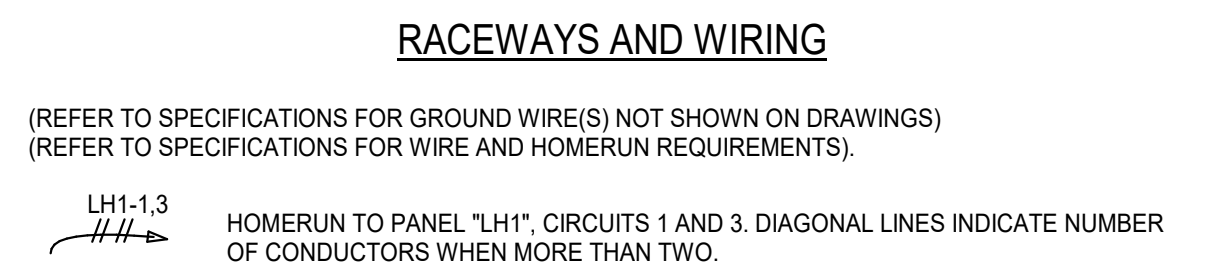 RACEWAYS AND WIRING
(REFER TO SPECIFICATIONS FOR GROUND WIRE(S) NOT SHOWN ON DRAWINGS)
(REFER TO SPECIFICATIONS FOR WIRE AND HOMERUN REQUIREMENTS).
LH1-1,3
HOMERUN TO PANEL "LH1", CIRCUITS 1 AND 3. DIAGONAL LINES INDICATE NUMBER
OF CONDUCTORS WHEN MORE THAN TWO.